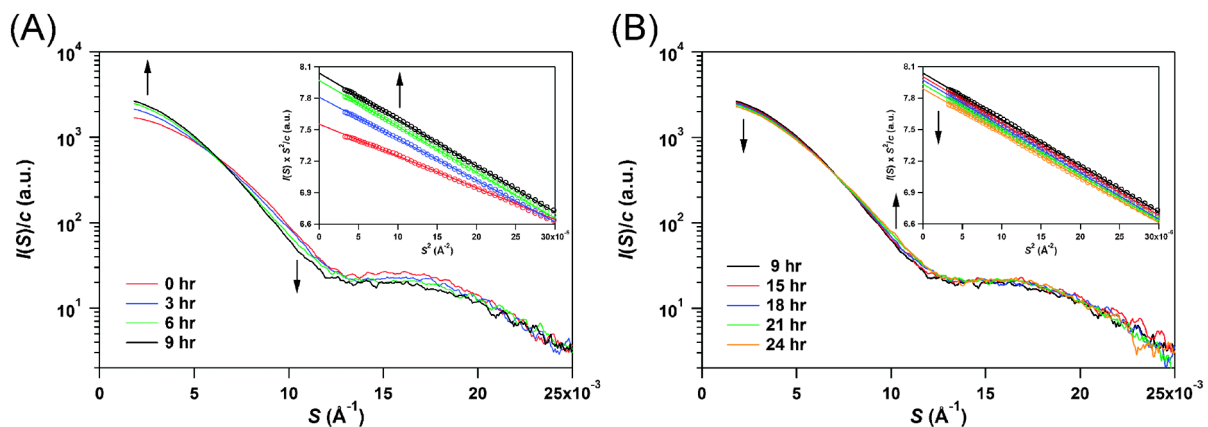 (A)
10⁴
10³
10²
10¹
I(S)/c (a.u.)
0
5
10
15
20
25x10⁻³
S (Å⁻¹)
0 hr
3 hr
6 hr
9 hr
8.1
7.8
7.5
7.2
6.9
6.6
I(S) x S²/c (a.u.)
0
5
10
15
20
25
30x10⁻⁶
S² (Å⁻²)
(B)
10⁴
10³
10²
10¹
I(S)/c (a.u.)
0
5
10
15
20
25x10⁻³
S (Å⁻¹)
9 hr
15 hr
18 hr
21 hr
24 hr
8.1
7.8
7.5
7.2
6.9
6.6
I(S) x S²/c (a.u.)
0
5
10
15
20
25
30x10⁻⁶
S² (Å⁻²)